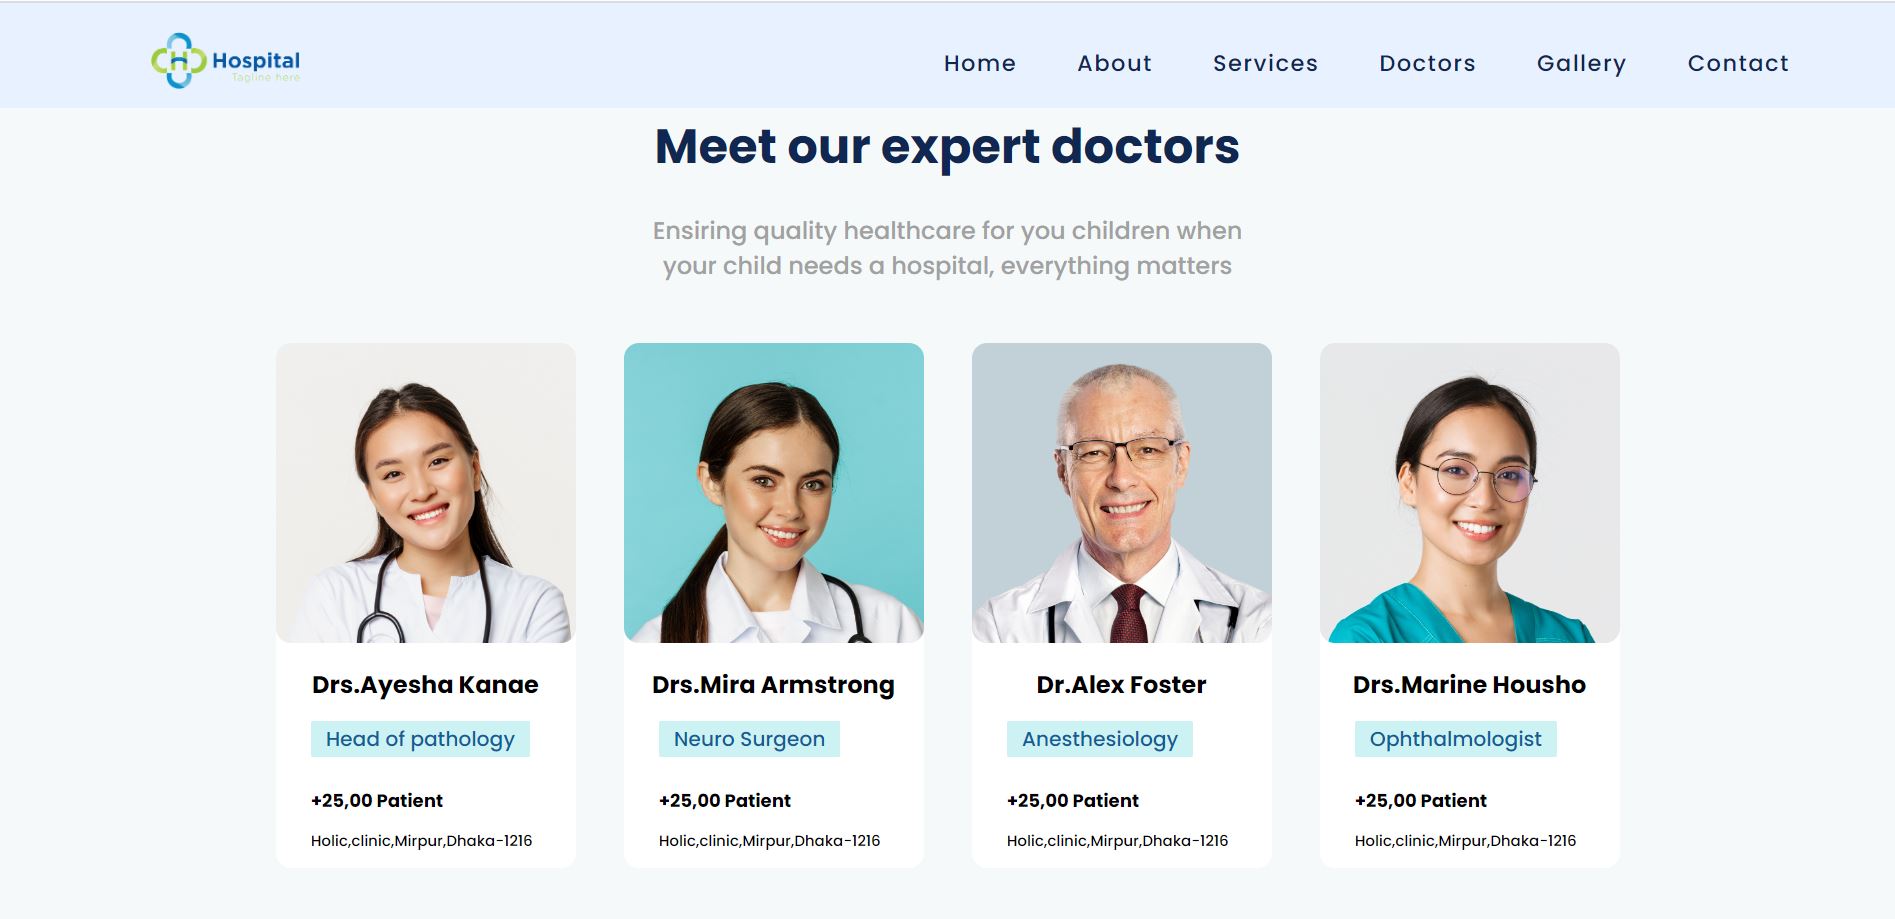 Hospital
Tagline here
Home About Services Doctors Gallery Contact
Meet our expert doctors
Ensiring quality healthcare for you children when
your child needs a hospital, everything matters
Drs.Ayesha Kanae
Head of pathology
+25,00 Patient
Holic,clinic,Mirpur,Dhaka-1216
Drs.Mira Armstrong
Neuro Surgeon
+25,00 Patient
Holic,clinic,Mirpur,Dhaka-1216
Dr.Alex Foster
Anesthesiology
+25,00 Patient
Holic,clinic,Mirpur,Dhaka-1216
Drs.Marine Housho
Ophthalmologist
+25,00 Patient
Holic,clinic,Mirpur,Dhaka-1216